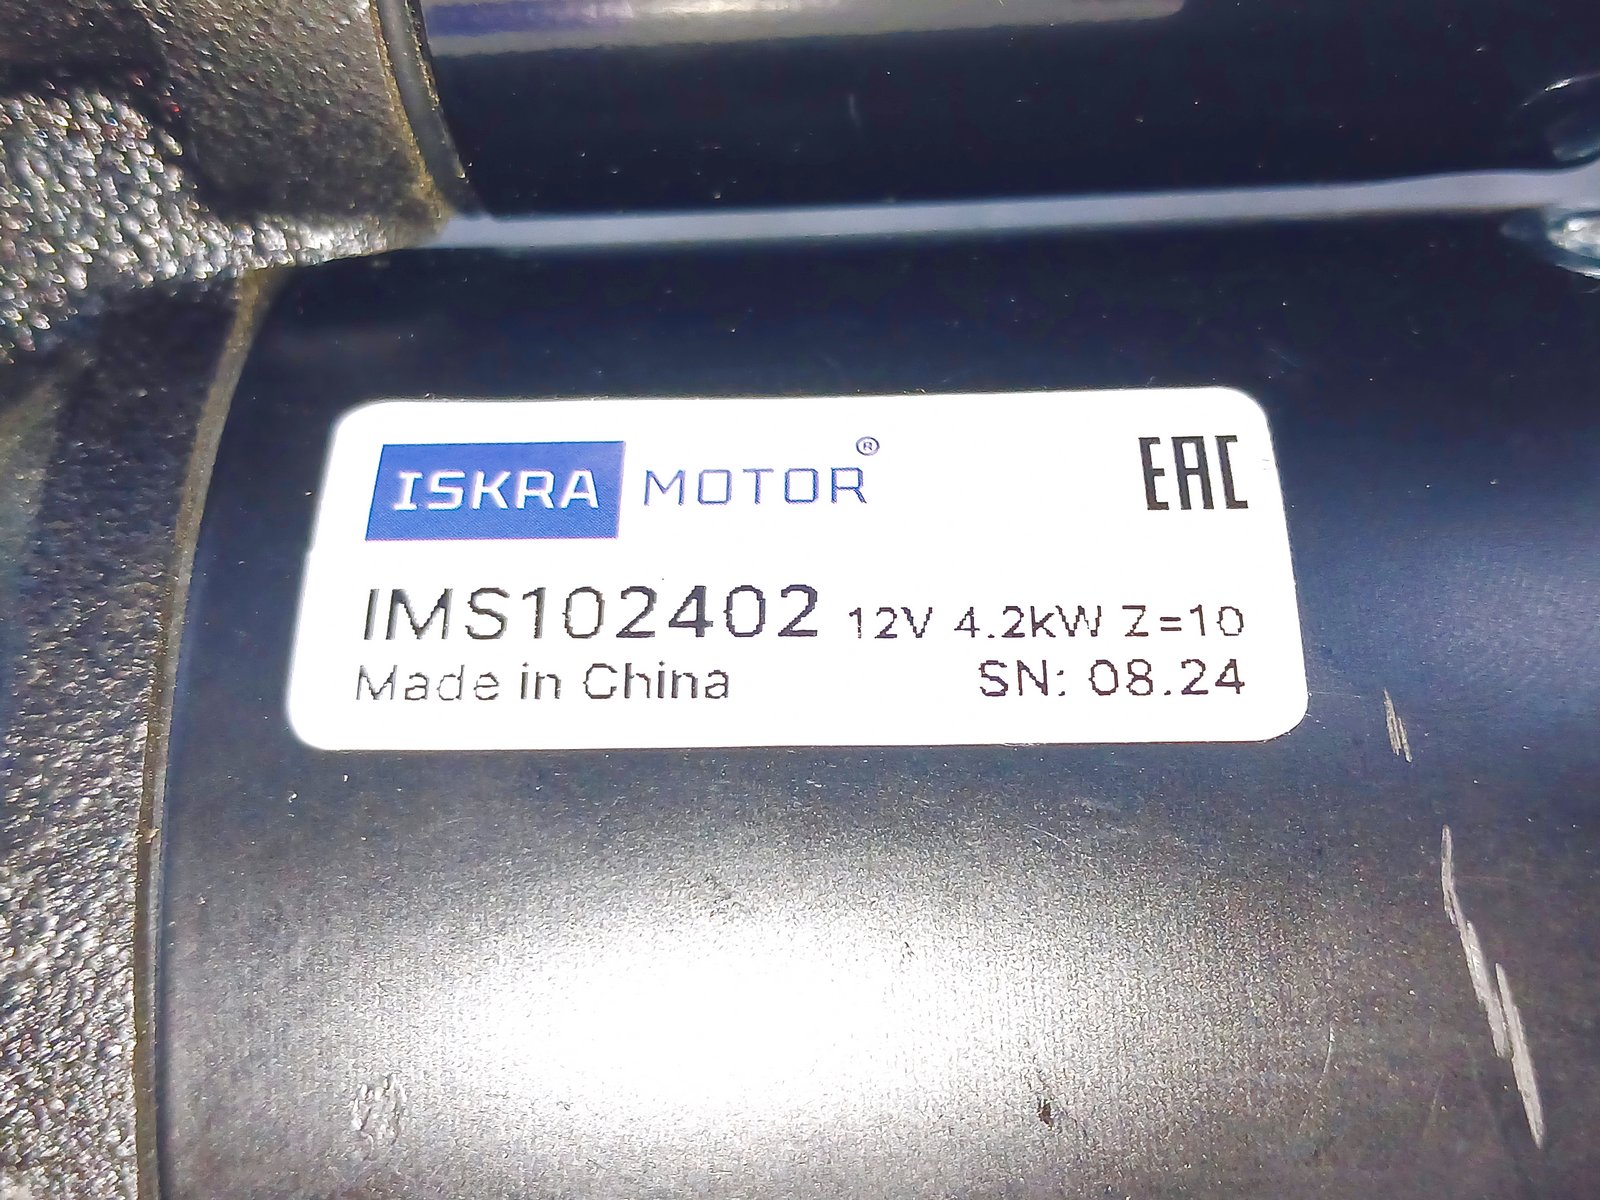 ISKRA MOTOR® EAC
IMS102402 12V 4.2kW Z=10
Made in China SN: 08.24